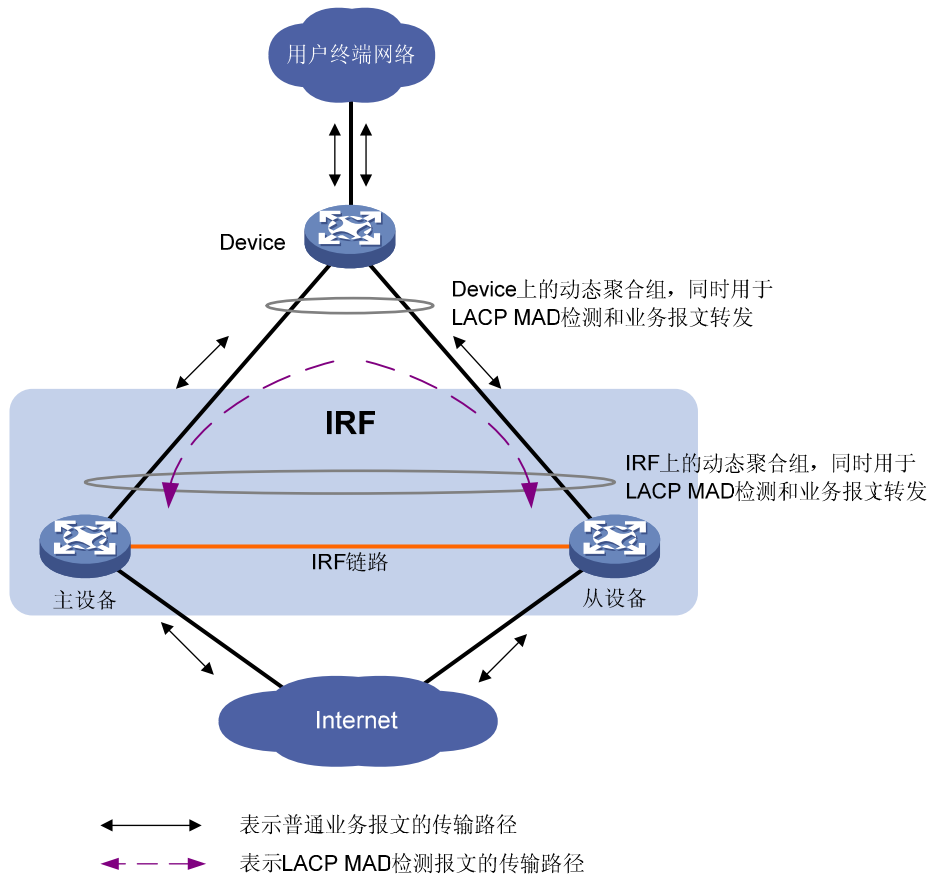 用户终端网络
Device
Device上的动态聚合组，同时用于
LACP MAD检测和业务报文转发
IRF
IRF上的动态聚合组，同时用于
LACP MAD检测和业务报文转发
IRF链路
主设备
从设备
Internet
表示普通业务报文的传输路径
表示LACP MAD检测报文的传输路径